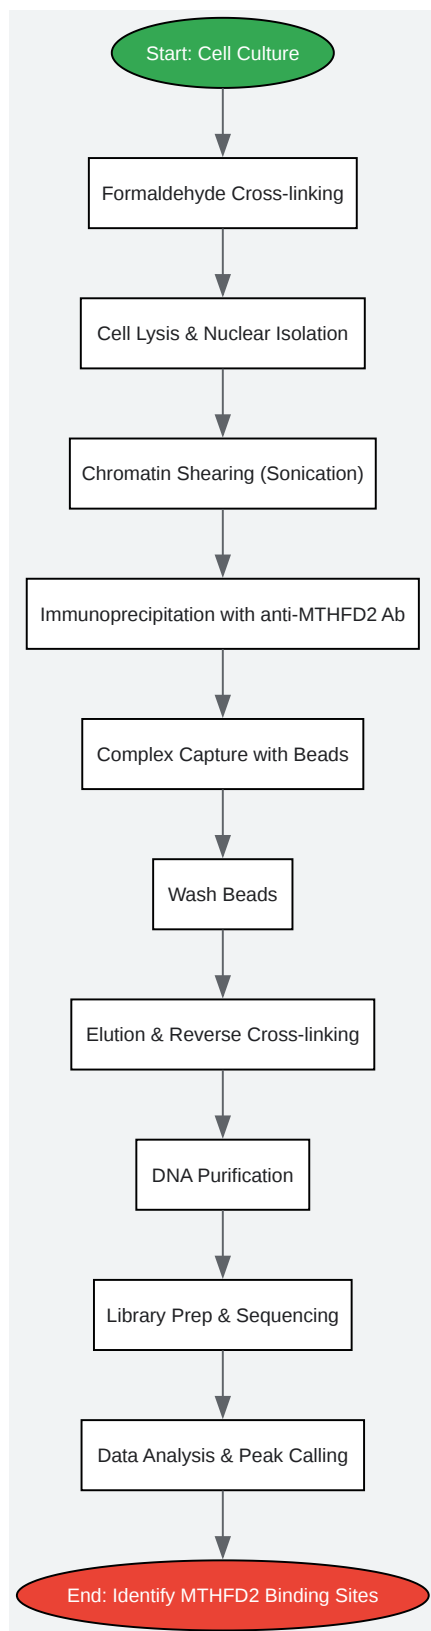 Start: Cell Culture
Formaldehyde Cross-linking
Cell Lysis & Nuclear Isolation
Chromatin Shearing (Sonication)
Immunoprecipitation with anti-MTHFD2 Ab
Complex Capture with Beads
Wash Beads
Elution & Reverse Cross-linking
DNA Purification
Library Prep & Sequencing
Data Analysis & Peak Calling
End: Identify MTHFD2 Binding Sites